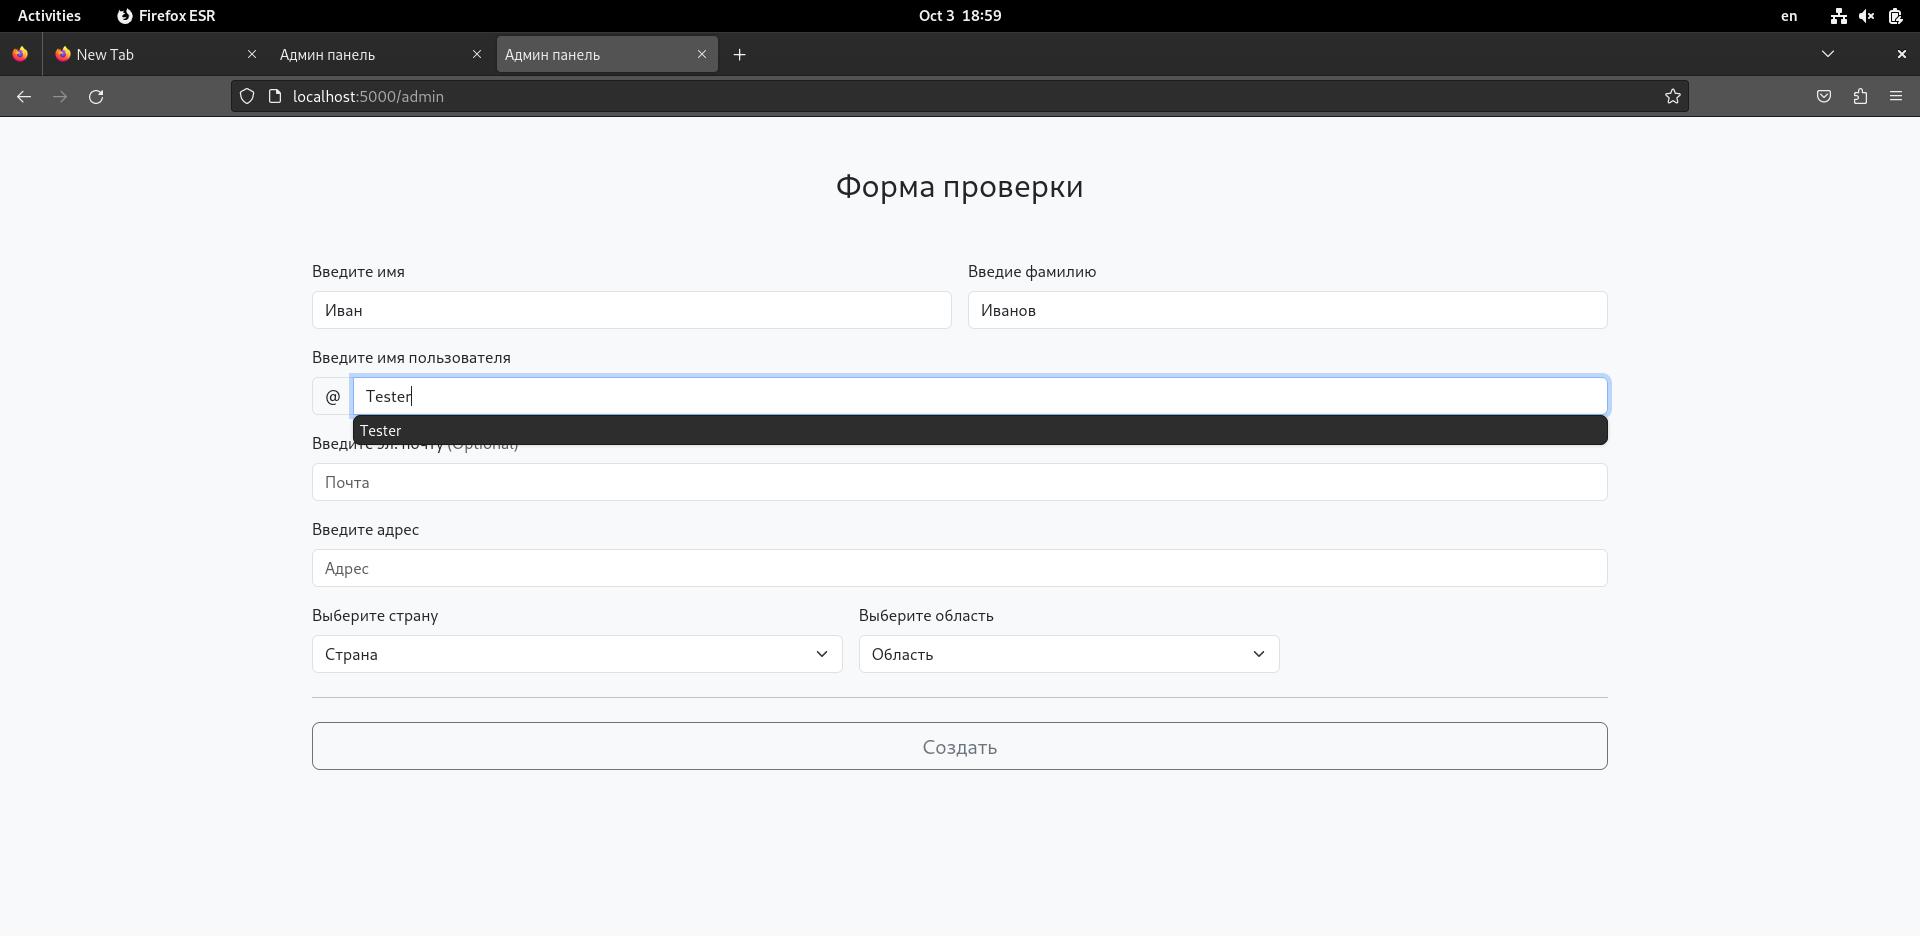 Activities Firefox ESR Oct 3 18:59 en
New Tab Админ панель Админ панель
localhost:5000/admin
Форма проверки
Введите имя Введие фамилию
Иван Иванов
Введите имя пользователя
@ Tester
Tester
Введите эл. почту (Optional)
Почта
Введите адрес
Адрес
Выберите страну Выберите область
Страна Область
Создать